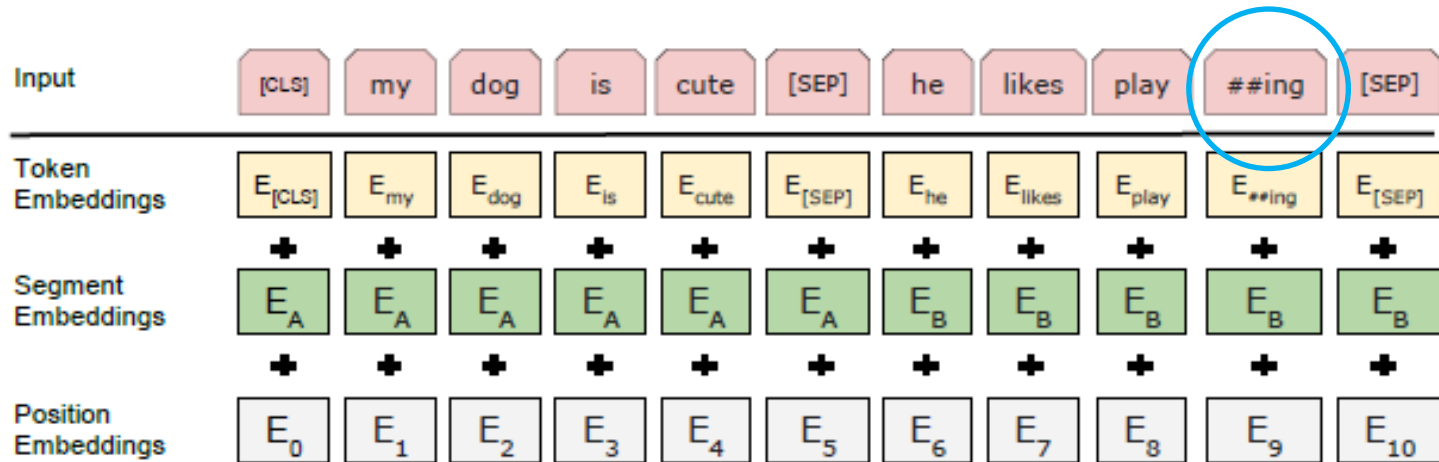 Input [CLS] my dog is cute [SEP] he likes play ##ing [SEP]
Token
Embeddings E[CLS] Emy Edog Eis Ecute E[SEP] Ehe Elikes Eplay E##ing E[SEP]
+ + + + + + + + + + +
Segment
Embeddings EA EA EA EA EA EA EB EB EB EB EB
+ + + + + + + + + + +
Position
Embeddings E0 E1 E2 E3 E4 E5 E6 E7 E8 E9 E10